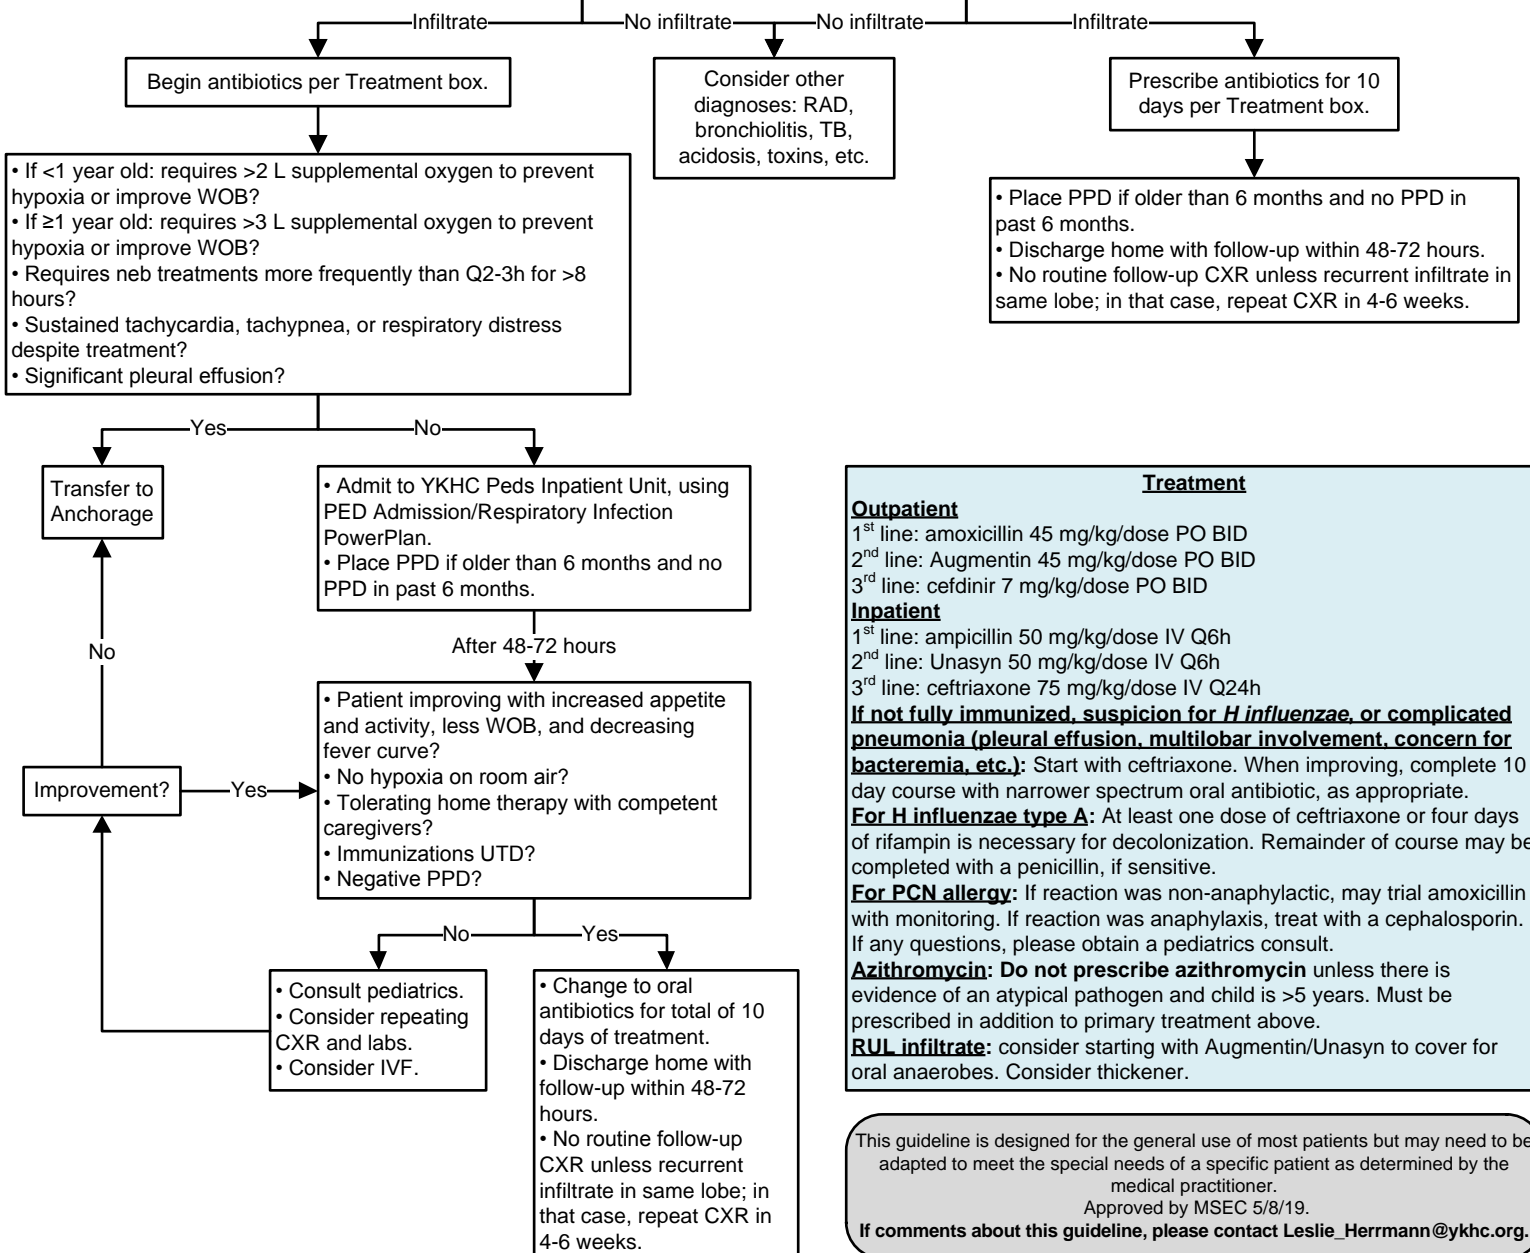 Infiltrate
No infiltrate
No infiltrate
Infiltrate
Begin antibiotics per Treatment box.
Consider other
diagnoses: RAD,
bronchiolitis, TB,
acidosis, toxins, etc.
Prescribe antibiotics for 10
days per Treatment box.
• If <1 year old: requires >2 L supplemental oxygen to prevent
hypoxia or improve WOB?
• If ≥1 year old: requires >3 L supplemental oxygen to prevent
hypoxia or improve WOB?
• Requires neb treatments more frequently than Q2-3h for >8
hours?
• Sustained tachycardia, tachypnea, or respiratory distress
despite treatment?
• Significant pleural effusion?
• Place PPD if older than 6 months and no PPD in
past 6 months.
• Discharge home with follow-up within 48-72 hours.
• No routine follow-up CXR unless recurrent infiltrate in
same lobe; in that case, repeat CXR in 4-6 weeks.
Yes
No
Transfer to
Anchorage
• Admit to YKHC Peds Inpatient Unit, using
PED Admission/Respiratory Infection
PowerPlan.
• Place PPD if older than 6 months and no
PPD in past 6 months.
No
After 48-72 hours
• Patient improving with increased appetite
and activity, less WOB, and decreasing
fever curve?
• No hypoxia on room air?
• Tolerating home therapy with competent
caregivers?
• Immunizations UTD?
• Negative PPD?
Improvement?
Yes
No
Yes
• Consult pediatrics.
• Consider repeating
CXR and labs.
• Consider IVF.
• Change to oral
antibiotics for total of 10
days of treatment.
• Discharge home with
follow-up within 48-72
hours.
• No routine follow-up
CXR unless recurrent
infiltrate in same lobe; in
that case, repeat CXR in
4-6 weeks.
Treatment
Outpatient
1st line: amoxicillin 45 mg/kg/dose PO BID
2nd line: Augmentin 45 mg/kg/dose PO BID
3rd line: cefdinir 7 mg/kg/dose PO BID
Inpatient
1st line: ampicillin 50 mg/kg/dose IV Q6h
2nd line: Unasyn 50 mg/kg/dose IV Q6h
3rd line: ceftriaxone 75 mg/kg/dose IV Q24h
If not fully immunized, suspicion for H influenzae, or complicated
pneumonia (pleural effusion, multilobar involvement, concern for
bacteremia, etc.): Start with ceftriaxone. When improving, complete 10
day course with narrower spectrum oral antibiotic, as appropriate.
For H influenzae type A: At least one dose of ceftriaxone or four days
of rifampin is necessary for decolonization. Remainder of course may be
completed with a penicillin, if sensitive.
For PCN allergy: If reaction was non-anaphylactic, may trial amoxicillin
with monitoring. If reaction was anaphylaxis, treat with a cephalosporin.
If any questions, please obtain a pediatrics consult.
Azithromycin: Do not prescribe azithromycin unless there is
evidence of an atypical pathogen and child is >5 years. Must be
prescribed in addition to primary treatment above.
RUL infiltrate: consider starting with Augmentin/Unasyn to cover for
oral anaerobes. Consider thickener.
This guideline is designed for the general use of most patients but may need to be
adapted to meet the special needs of a specific patient as determined by the
medical practitioner.
Approved by MSEC 5/8/19.
If comments about this guideline, please contact Leslie_Herrmann@ykhc.org.